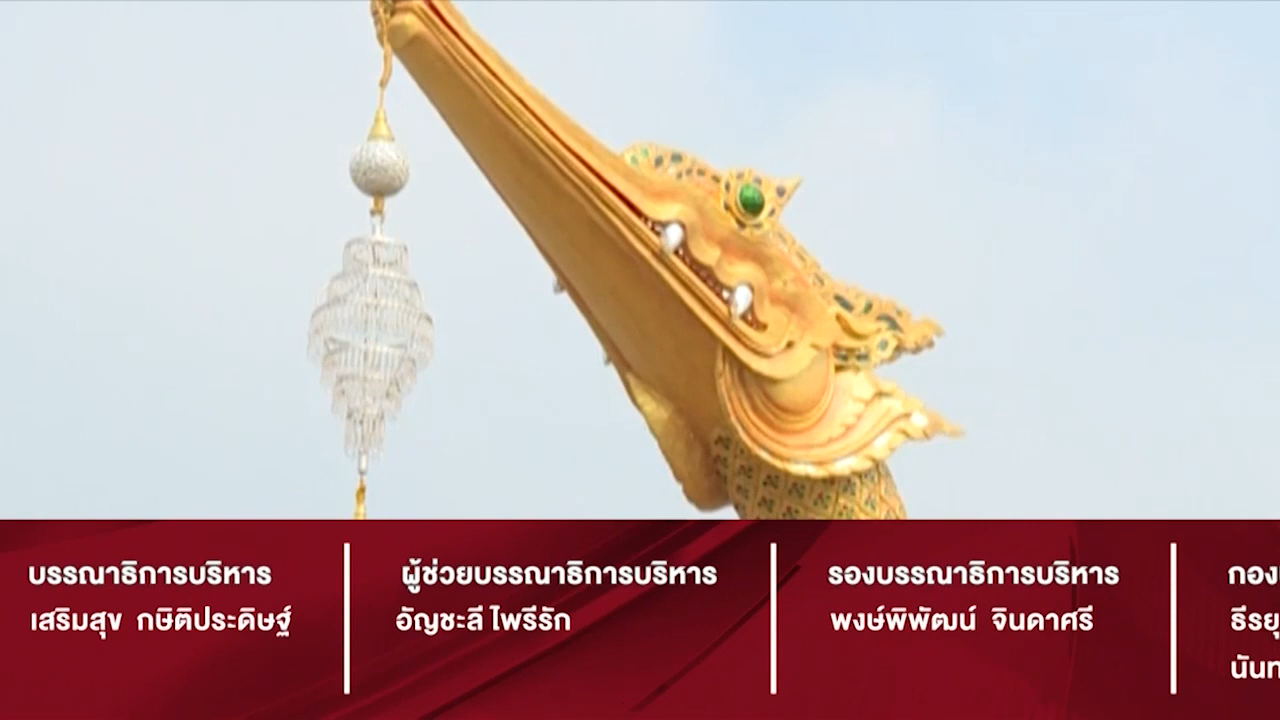 บรรณาธิการบริหาร
เสริมสุข กษิติประดิษฐ์
ผู้ช่วยบรรณาธิการบริหาร
อัญชะลี ไพรีรัก
รองบรรณาธิการบริหาร
พงษ์พิพัฒน์ จินดาศรี